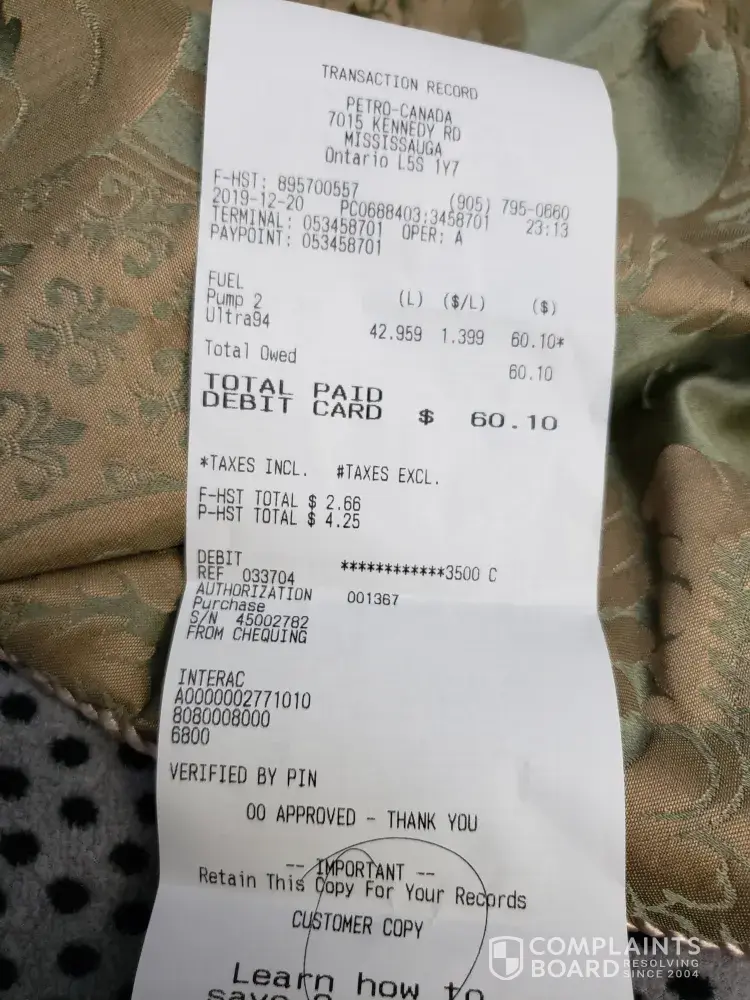 TRANSACTION RECORD
PETRO-CANADA
7015 KENNEDY RD
MISSISSAUGA
Ontario L5S 1Y7
F-HST: 895700557 (905) 795-0660
2019-12-20 PC0688403:3458701 23:13
TERMINAL: 053458701 OPER: A
PAYPOINT: 053458701
FUEL
Pump 2 (L) ($/L) ($)
Ultra94 42.959 1.399 60.10*
Total Owed 60.10
TOTAL PAID
DEBIT CARD $ 60.10
*TAXES INCL. #TAXES EXCL.
F-HST TOTAL $ 2.66
P-HST TOTAL $ 4.25
DEBIT ************3500 C
REF 033704
AUTHORIZATION 001367
Purchase
S/N 45002782
FROM CHEQUING
INTERAC
A0000002771010
8080008000
6800
VERIFIED BY PIN
00 APPROVED - THANK YOU
-- IMPORTANT --
Retain This Copy For Your Records
CUSTOMER COPY
Learn how to
COMPLAINTS
BOARD RESOLVING SINCE 2004